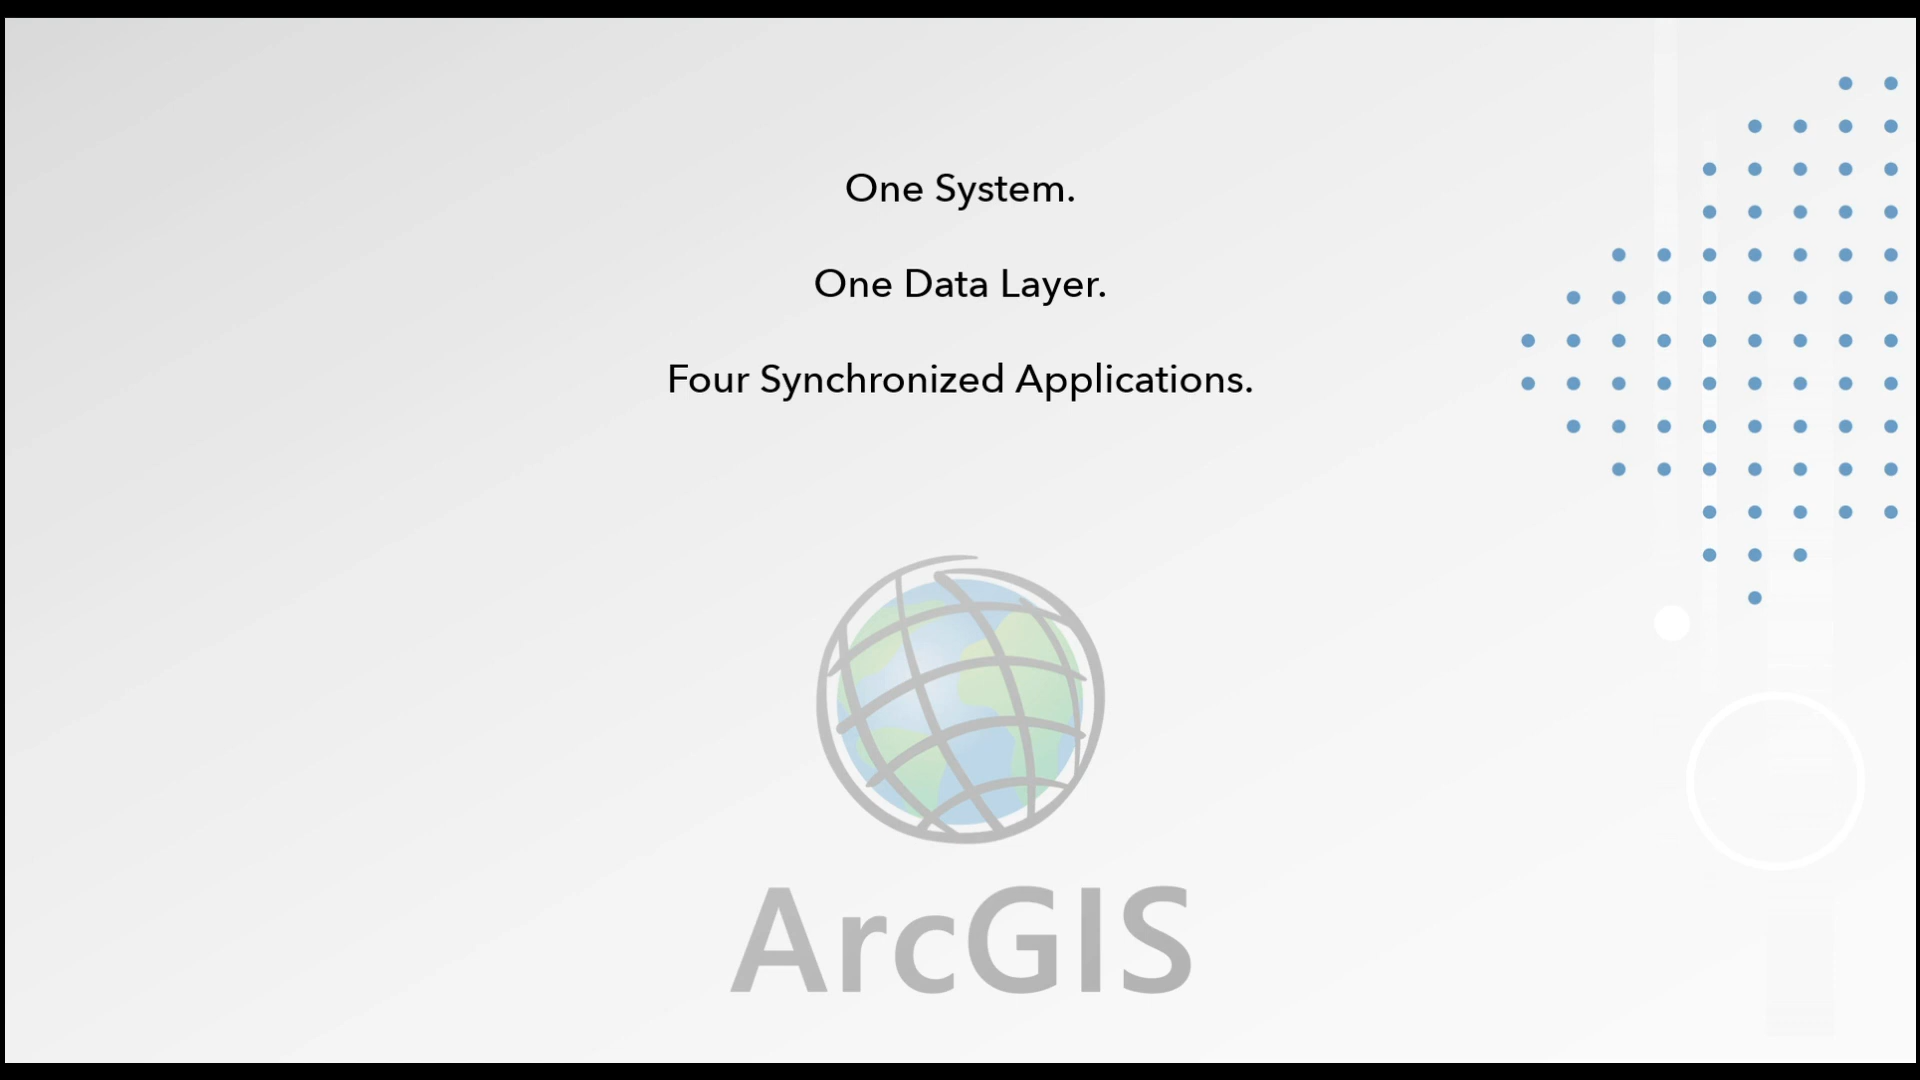 One System.
One Data Layer.
Four Synchronized Applications.
ArcGIS